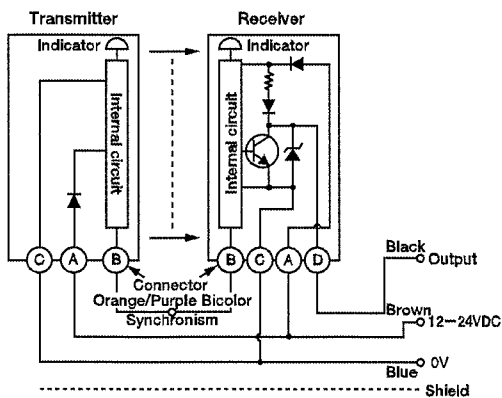 Transmitter
Receiver
Indicator
Indicator
Internal circuit
Internal circuit
C A B
B C A D
Connector
Orange/Purple Bicolor
Synchronism
Black
Output
Brown
12-24VDC
0V
Blue
Shield